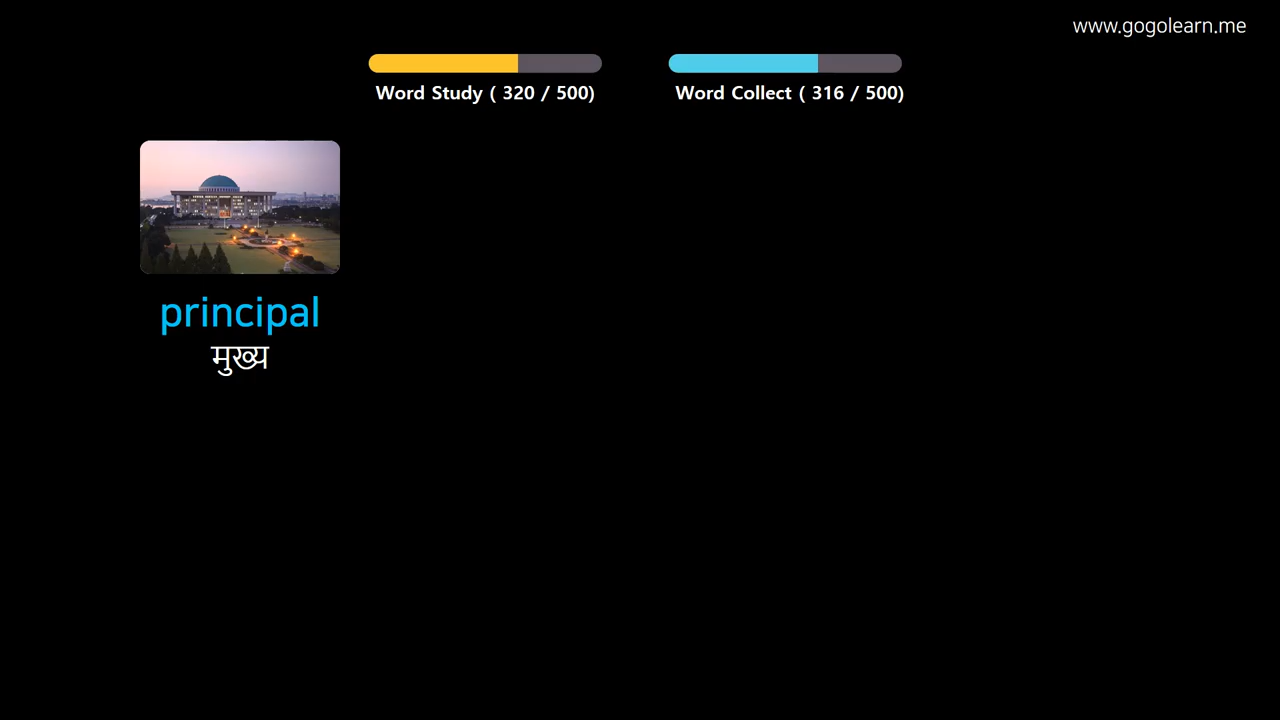 www.gogolearn.me
Word Study ( 320 / 500)
Word Collect ( 316 / 500)
principal
मुख्य